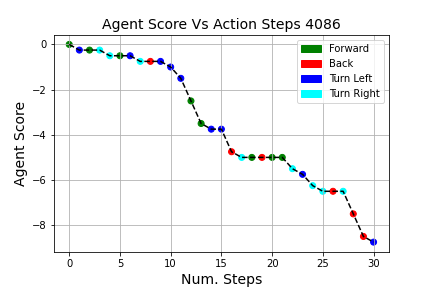 Agent Score Vs Action Steps 4086
Forward
Back
Turn Left
Turn Right
Agent Score
0
−2
−4
−6
−8
0 5 10 15 20 25 30
Num. Steps